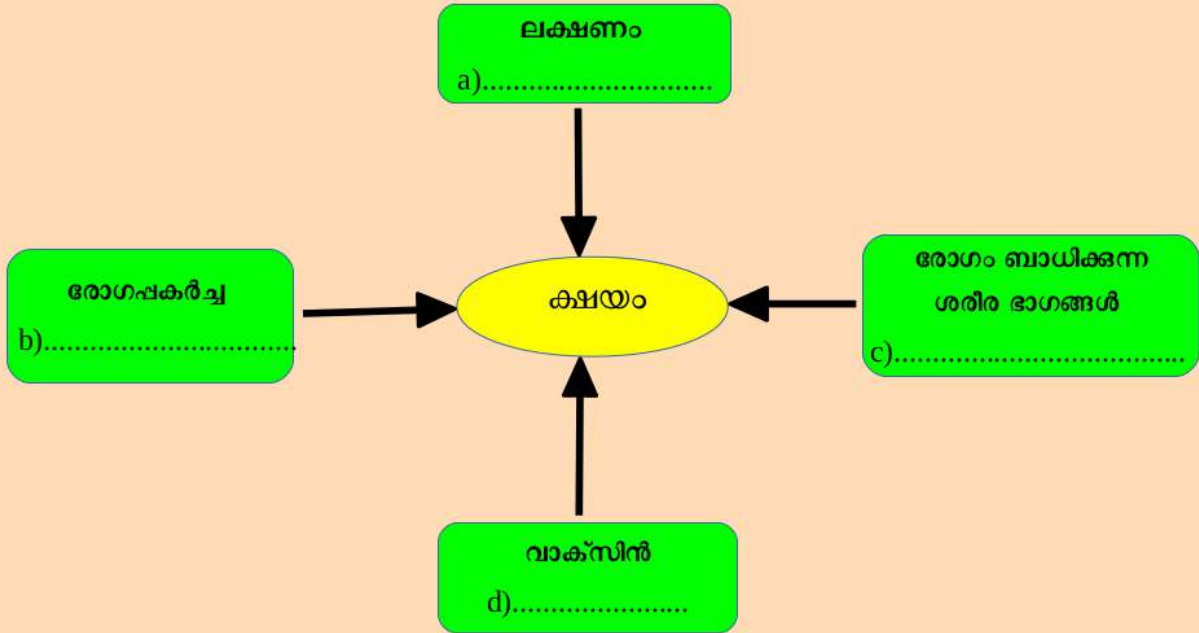 ലക്ഷണം
a)..............................
രോഗപ്പകർച്ച
b).................................
ക്ഷയം
രോഗം ബാധിക്കുന്ന
ശരീര ഭാഗങ്ങൾ
c)......................................
വാക്സിൻ
d).......................